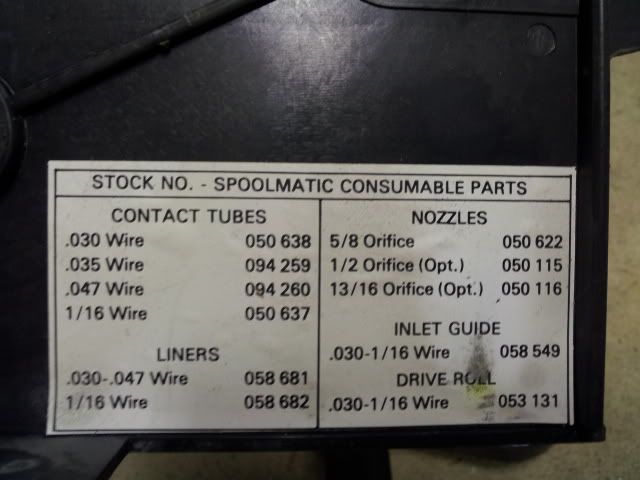 STOCK NO. - SPOOLMATIC CONSUMABLE PARTS
CONTACT TUBES
.030 Wire 050 638
.035 Wire 094 259
.047 Wire 094 260
1/16 Wire 050 637
LINERS
.030-.047 Wire 058 681
1/16 Wire 058 682
NOZZLES
5/8 Orifice 050 622
1/2 Orifice (Opt.) 050 115
13/16 Orifice (Opt.) 050 116
INLET GUIDE
.030-1/16 Wire 058 549
DRIVE ROLL
.030-1/16 Wire 053 131